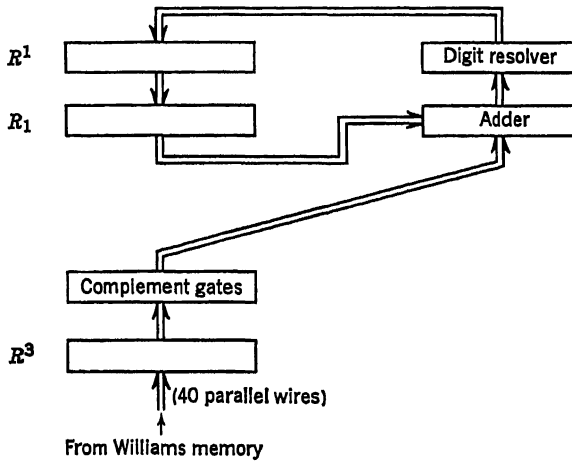 R¹
Digit resolver
R₁
Adder
Complement gates
R³
(40 parallel wires)
From Williams memory